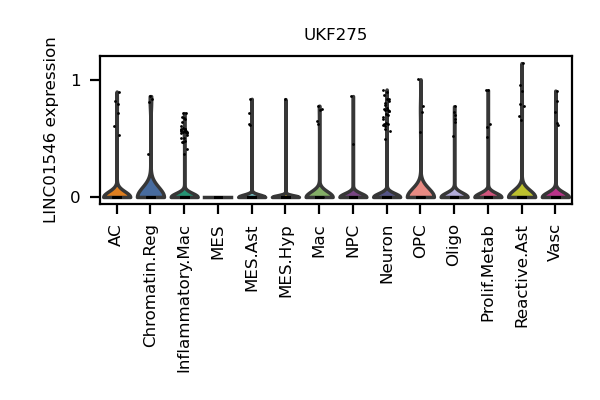 UKF275
LINC01546 expression
1
0
AC
Chromatin.Reg
Inflammatory.Mac
MES
MES.Ast
MES.Hyp
Mac
NPC
Neuron
OPC
Oligo
Prolif.Metab
Reactive.Ast
Vasc